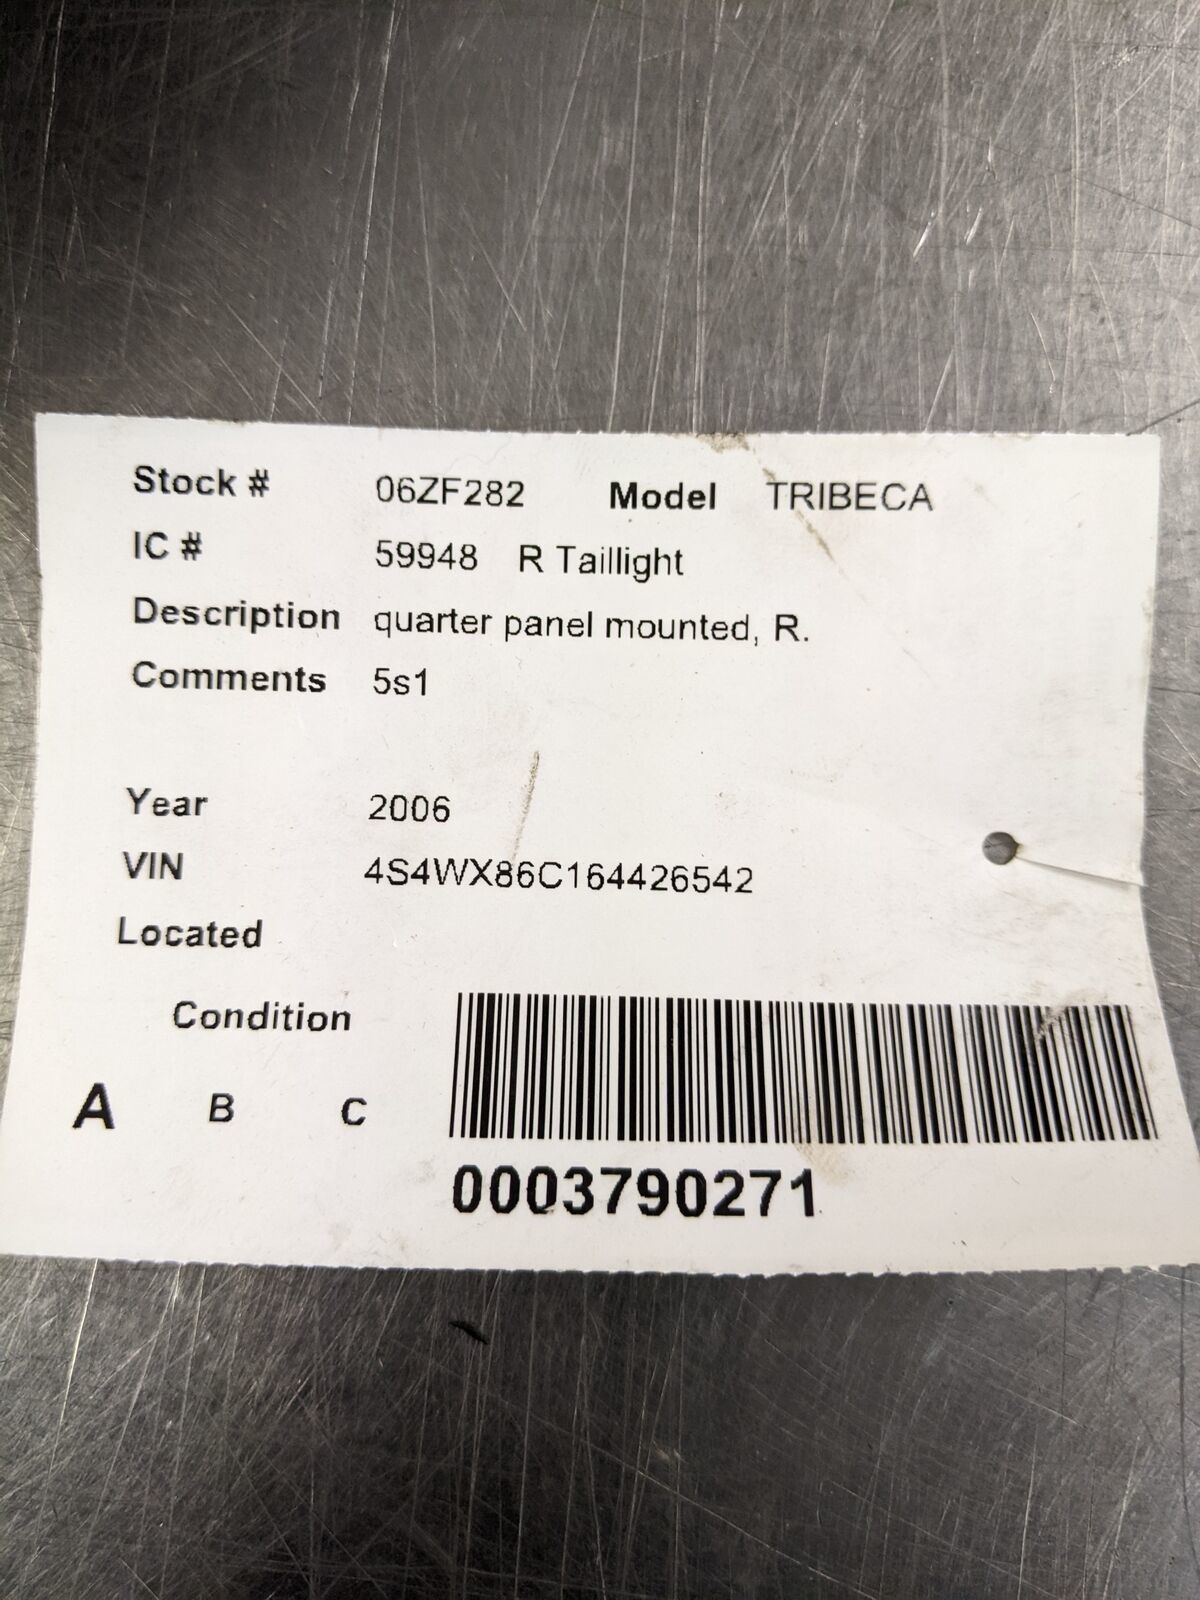 Stock # 06ZF282 Model TRIBECA
IC # 59948 R Taillight
Description quarter panel mounted, R.
Comments 5s1
Year 2006
VIN 4S4WX86C164426542
Located
Condition
A B C
0003790271